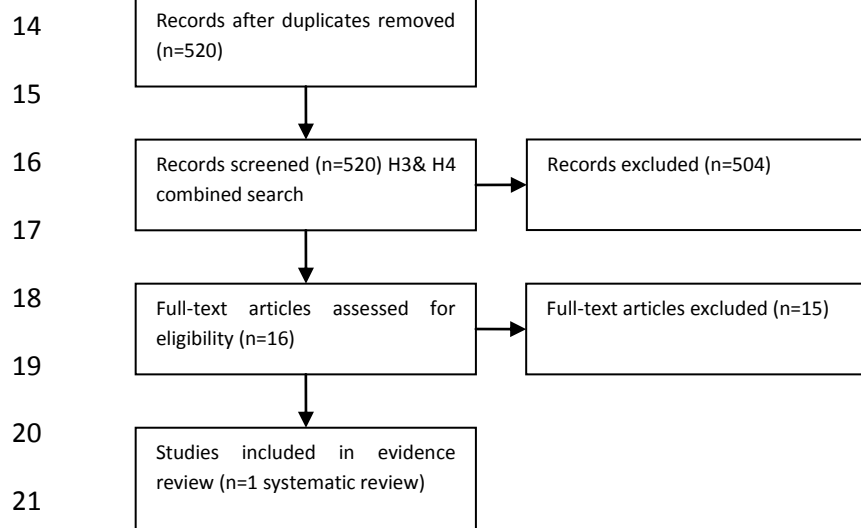 14
Records after duplicates removed
(n=520)
15
16
Records screened (n=520) H3& H4
combined search
Records excluded (n=504)
17
18
Full-text articles assessed for
eligibility (n=16)
Full-text articles excluded (n=15)
19
20
Studies included in evidence
review (n=1 systematic review)
21